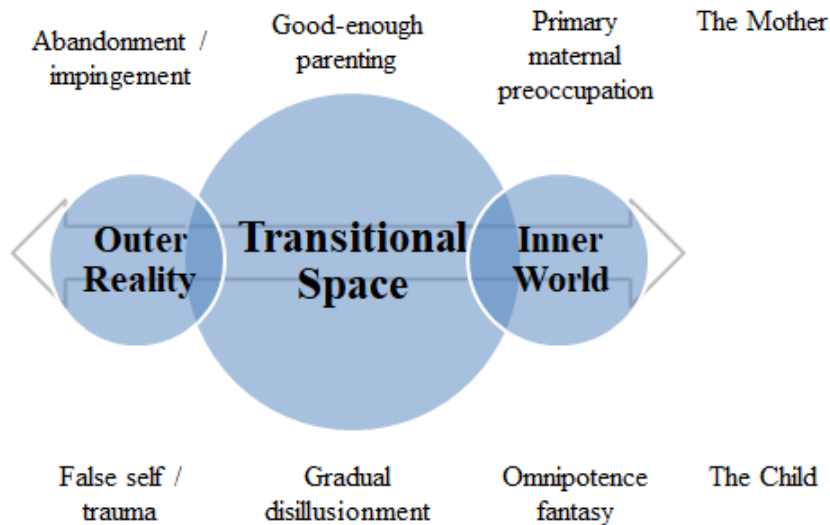 Abandonment /
impingement
Good-enough
parenting
Primary
maternal
preoccupation
The Mother
Outer
Reality
Transitional
Space
Inner
World
False self /
trauma
Gradual
disillusionment
Omnipotence
fantasy
The Child